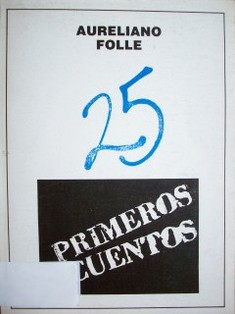 AURELIANO
FOLLE
25
PRIMEROS
CUENTOS